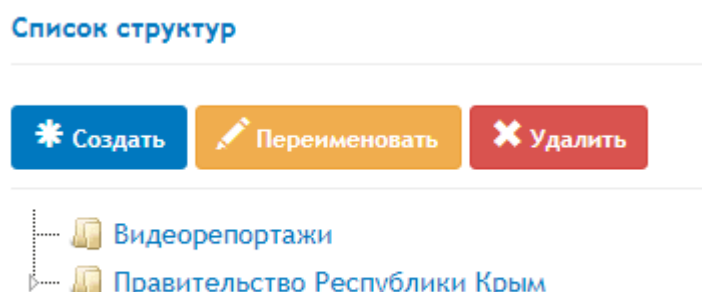 Список структур
Создать Переименовать Удалить
Видеорепортажи
Правительство Республики Крым